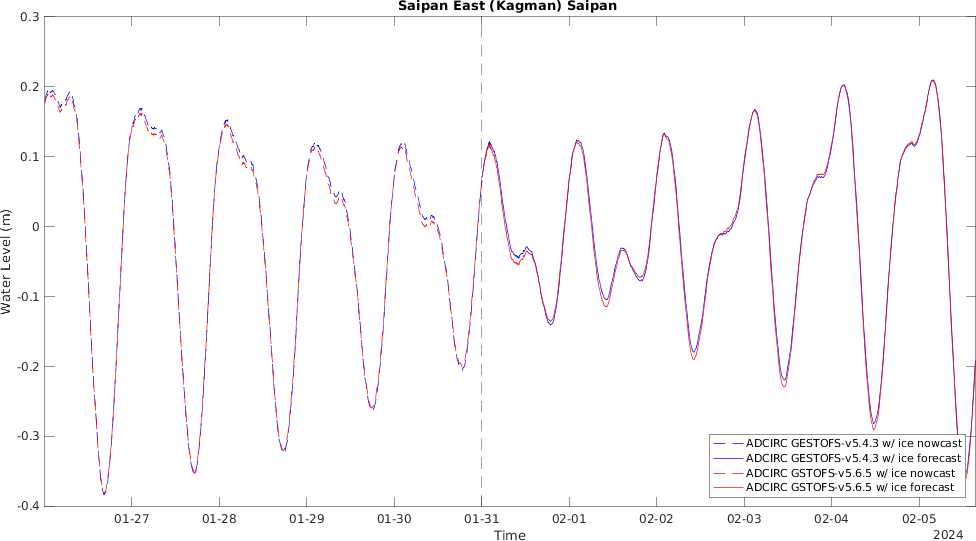 Saipan East (Kagman) Saipan
0.3
0.2
0.1
0
-0.1
-0.2
-0.3
-0.4
Water Level (m)
ADCIRC GESTOFS-v5.4.3 w/ ice nowcast
ADCIRC GESTOFS-v5.4.3 w/ ice forecast
ADCIRC GSTOFS-v5.6.5 w/ ice nowcast
ADCIRC GSTOFS-v5.6.5 w/ ice forecast
01-27 01-28 01-29 01-30 01-31 02-01 02-02 02-03 02-04 02-05
Time
2024